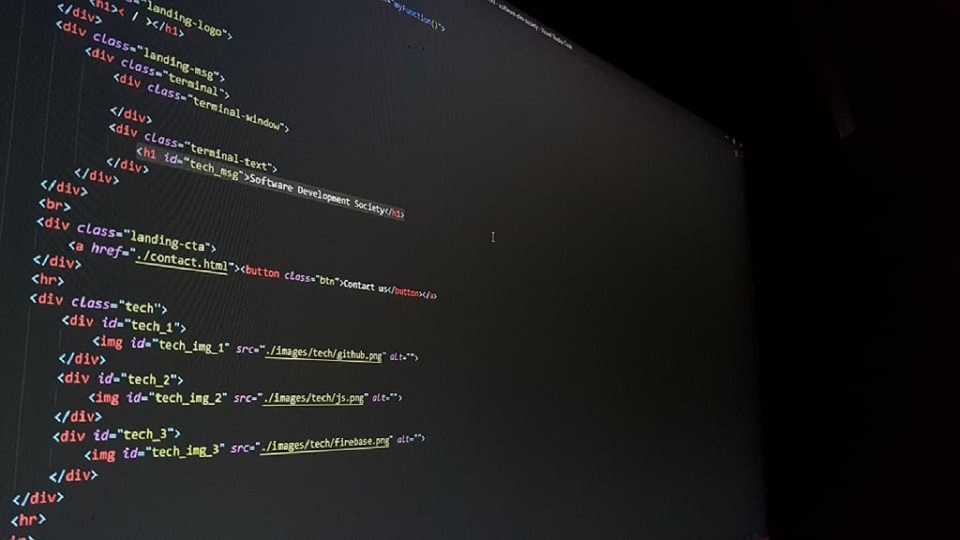 ="myFunction()">
- Visual Studio Code
"landing-logo">
<h1>< / ></h1>
</div>
<div class="landing-msg">
<div class="terminal">
<div class="terminal-window">
</div>
<div class="terminal-text">
<h1 id="tech_msg">Software Development Society</h1>
</div>
</div>
</div>
<br>
<div class="landing-cta">
<a href="./contact.html"><button class="btn">Contact us</button></a>
</div>
<hr>
<div class="tech">
<div id="tech_1">
<img id="tech_img_1" src="./images/tech/github.png" alt="">
</div>
<div id="tech_2">
<img id="tech_img_2" src="./images/tech/js.png" alt="">
</div>
<div id="tech_3">
<img id="tech_img_3" src="./images/tech/firebase.png" alt="">
</div>
</div>
<hr>